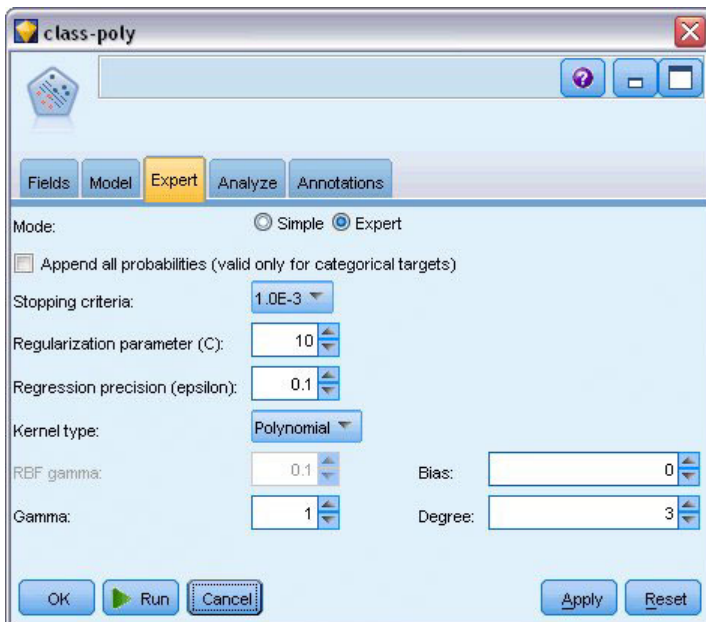 class-poly
Fields Model Expert Analyze Annotations
Mode: Simple Expert
Append all probabilities (valid only for categorical targets)
Stopping criteria: 1.0E-3
Regularization parameter (C): 10
Regression precision (epsilon): 0.1
Kernel type: Polynomial
RBF gamma: 0.1 Bias: 0
Gamma: 1 Degree: 3
OK Run Cancel Apply Reset